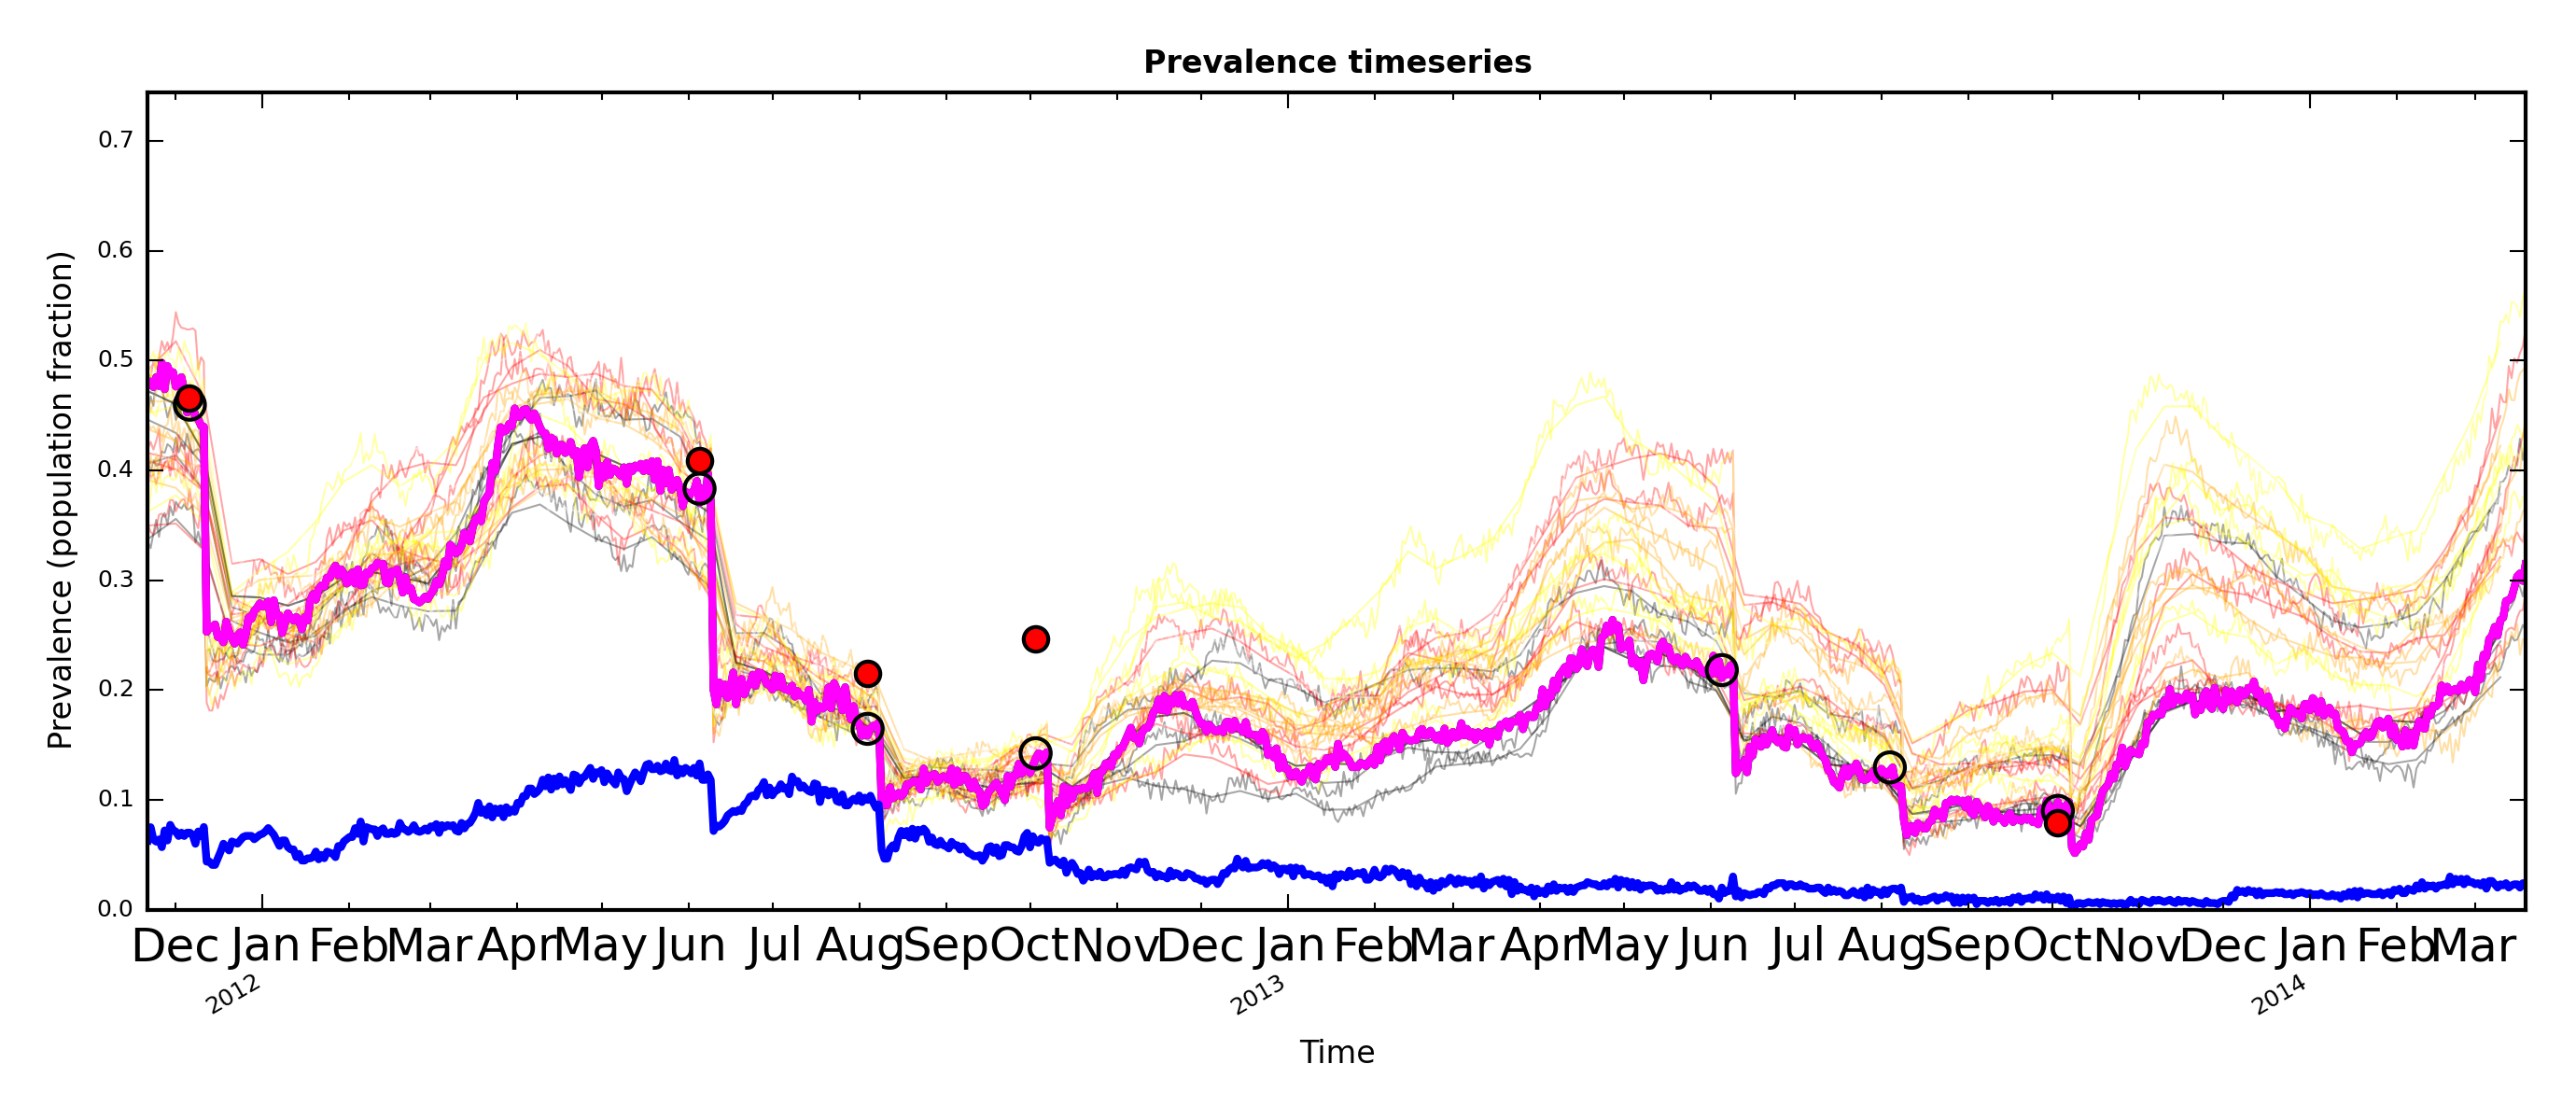 Prevalence timeseries
Prevalence (population fraction)
0.7
0.6
0.5
0.4
0.3
0.2
0.1
0.0
Dec Jan Feb Mar Apr May Jun Jul Aug Sep Oct Nov Dec Jan Feb Mar Apr May Jun Jul Aug Sep Oct Nov Dec Jan Feb Mar
2012 2013 2014
Time